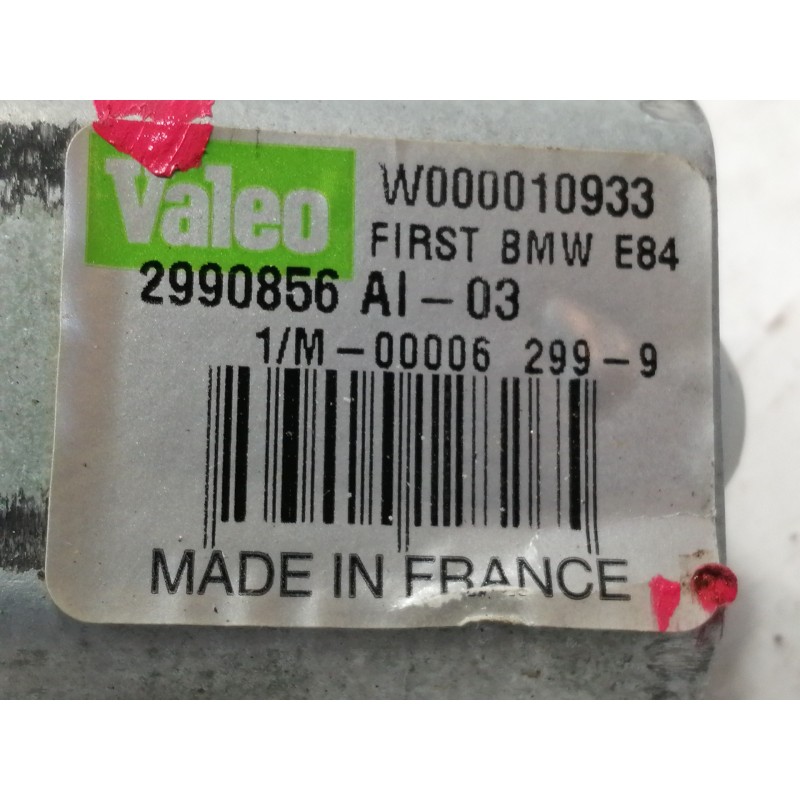 Valeo
W000010933
FIRST BMW E84
2990856 AI-03
1/M-00006 299-9
MADE IN FRANCE